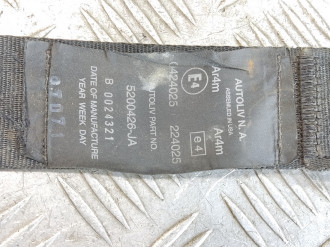 AUTOLIV N. A.
ASSEMBLED IN USA
Ar4m
E4
Ar4m
e4
424025
224025
AUTOLIV PART NO.
5200426-JA
B 0024321
DATE OF MANUFACTURE
YEAR WEEK DAY